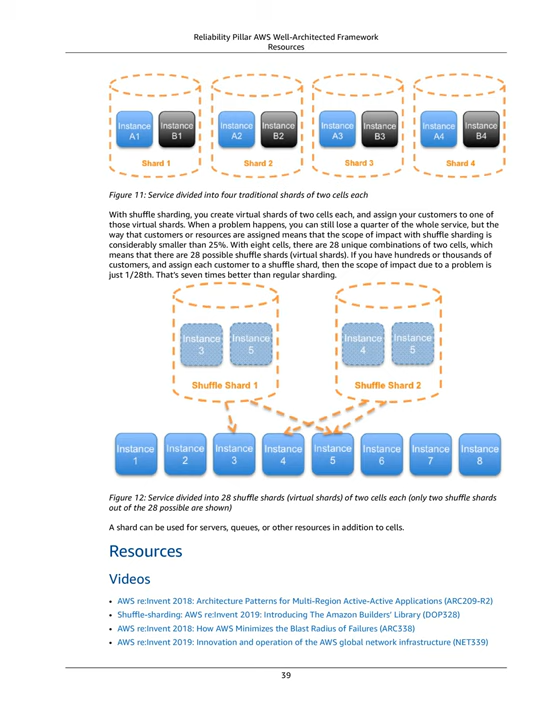 Reliability Pillar AWS Well-Architected Framework
Resources
Instance A1
Instance B1
Instance A2
Instance B2
Instance A3
Instance B3
Instance A4
Instance B4
Shard 1
Shard 2
Shard 3
Shard 4
Figure 11: Service divided into four traditional shards of two cells each
With shuffle sharding, you create virtual shards of two cells each, and assign your customers to one of
those virtual shards. When a problem happens, you can still lose a quarter of the whole service, but the
way that customers or resources are assigned means that the scope of impact with shuffle sharding is
considerably smaller than 25%. With eight cells, there are 28 unique combinations of two cells, which
means that there are 28 possible shuffle shards (virtual shards). If you have hundreds or thousands of
customers, and assign each customer to a shuffle shard, then the scope of impact due to a problem is
just 1/28th. That's seven times better than regular sharding.
Instance 3
Instance 5
Instance 4
Instance 5
Shuffle Shard 1
Shuffle Shard 2
Instance 1
Instance 2
Instance 3
Instance 4
Instance 5
Instance 6
Instance 7
Instance 8
Figure 12: Service divided into 28 shuffle shards (virtual shards) of two cells each (only two shuffle shards
out of the 28 possible are shown)
A shard can be used for servers, queues, or other resources in addition to cells.
Resources
Videos
• AWS re:Invent 2018: Architecture Patterns for Multi-Region Active-Active Applications (ARC209-R2)
• Shuffle-sharding: AWS re:Invent 2019: Introducing The Amazon Builders' Library (DOP328)
• AWS re:Invent 2018: How AWS Minimizes the Blast Radius of Failures (ARC338)
• AWS re:Invent 2019: Innovation and operation of the AWS global network infrastructure (NET339)
39